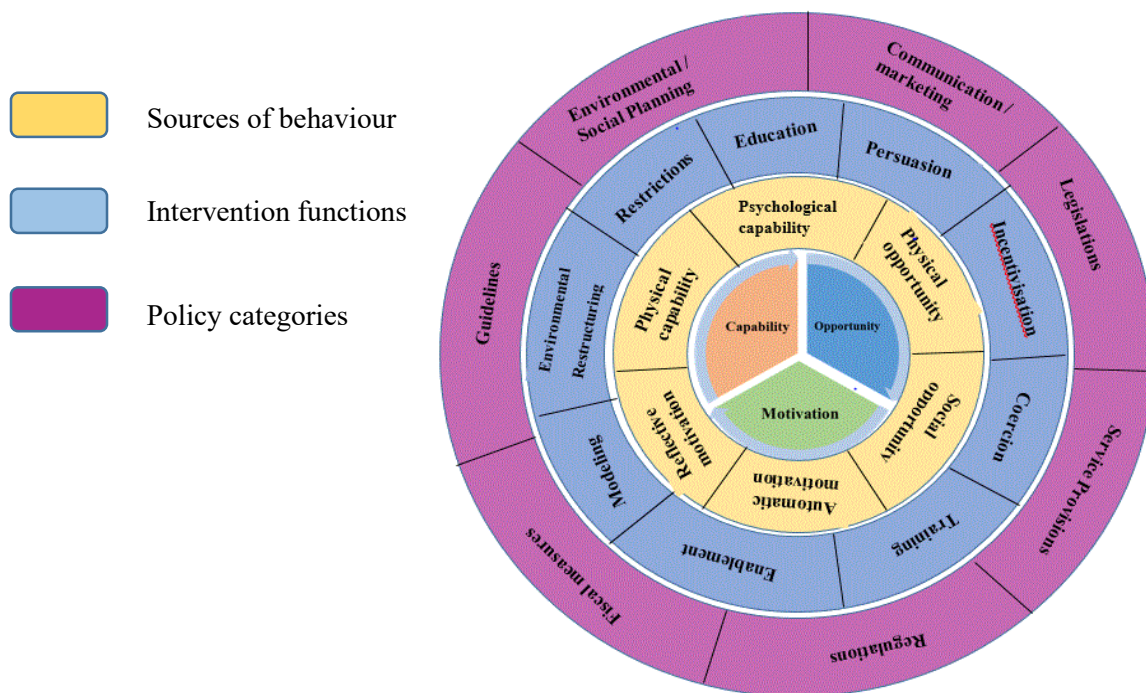 Sources of behaviour
Intervention functions
Policy categories
Environmental /
Social Planning
Communication /
marketing
Legislations
Service Provisions
Regulations
Fiscal measures
Guidelines
Education
Persuasion
Incentivisation
Coercion
Training
Enablement
Modeling
Environmental
Restructuring
Restrictions
Psychological
capability
Physical
opportunity
Social
opportunity
Automatic
motivation
Reflective
motivation
Physical
capability
Capability
Opportunity
Motivation